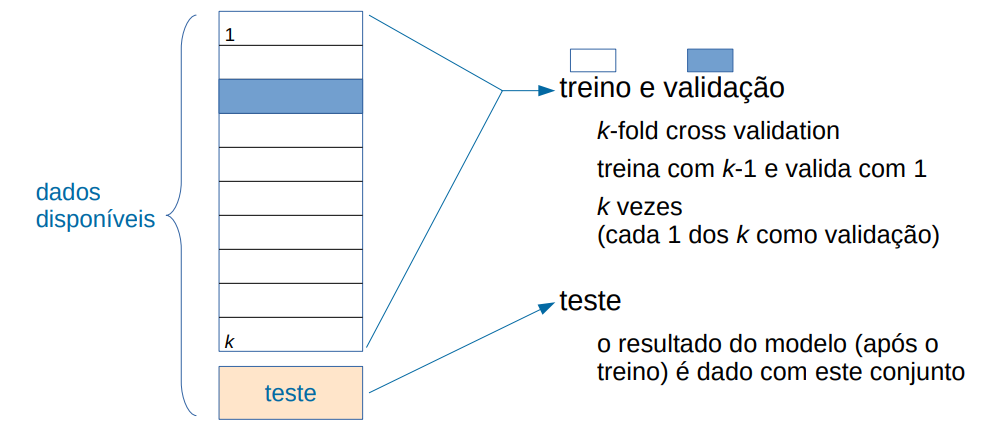 1
k
dados
disponíveis
teste
treino e validação
k-fold cross validation
treina com k-1 e valida com 1
k vezes
(cada 1 dos k como validação)
teste
o resultado do modelo (após o
treino) é dado com este conjunto